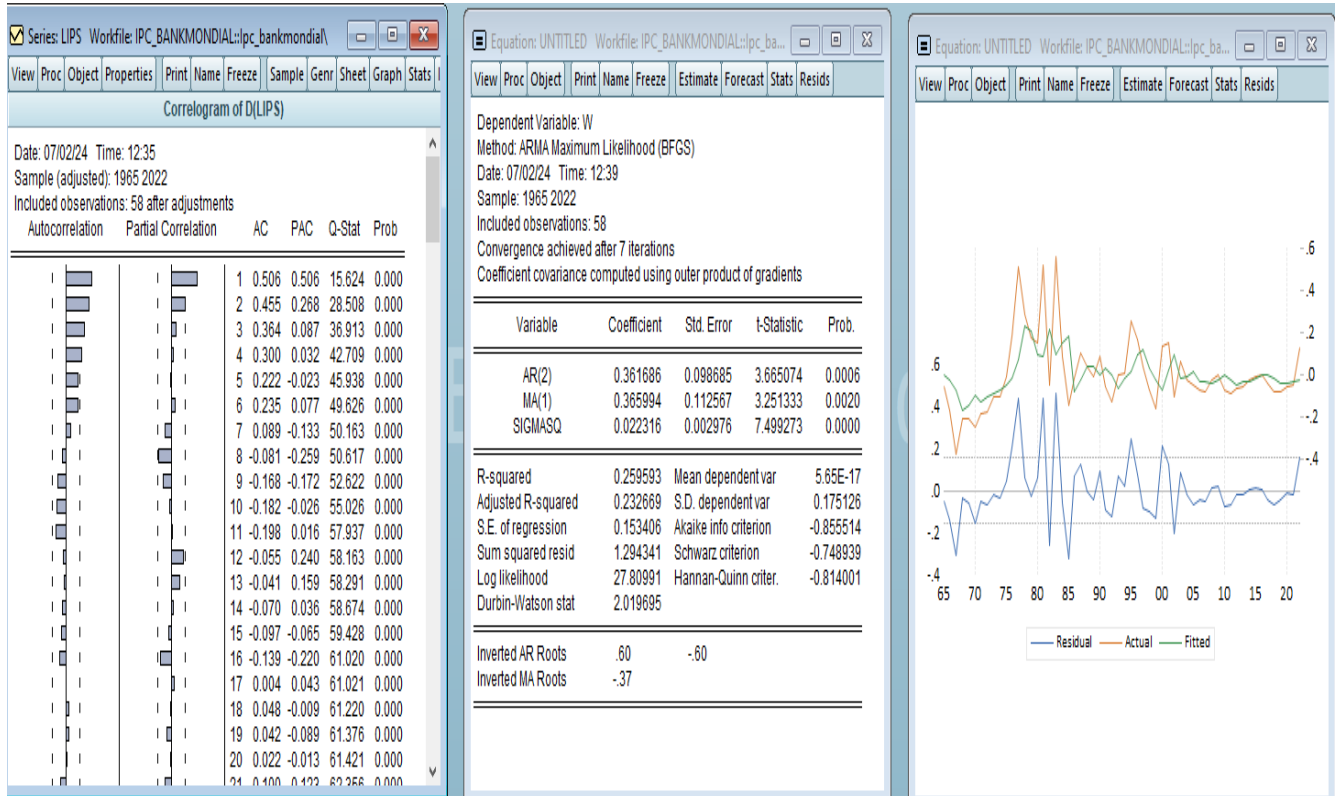 Series: LIPS Workfile: IPC_BANKMONDIAL::Ipc_bankmondial\
View Proc Object Properties Print Name Freeze Sample Genr Sheet Graph Stats
Correlogram of D(LIPS)
Date: 07/02/24 Time: 12:35
Sample (adjusted): 1965 2022
Included observations: 58 after adjustments
Autocorrelation Partial Correlation AC PAC Q-Stat Prob
1 0.506 0.506 15.624 0.000
2 0.455 0.268 28.508 0.000
3 0.364 0.087 36.913 0.000
4 0.300 0.032 42.709 0.000
5 0.222 -0.023 45.938 0.000
6 0.235 0.077 49.626 0.000
7 0.089 -0.133 50.163 0.000
8 -0.081 -0.259 50.617 0.000
9 -0.168 -0.172 52.622 0.000
10 -0.182 -0.026 55.026 0.000
11 -0.198 0.016 57.937 0.000
12 -0.055 0.240 58.163 0.000
13 -0.041 0.159 58.291 0.000
14 -0.070 0.036 58.674 0.000
15 -0.097 -0.065 59.428 0.000
16 -0.139 -0.220 61.020 0.000
17 0.004 0.043 61.021 0.000
18 0.048 -0.009 61.220 0.000
19 0.042 -0.089 61.376 0.000
20 0.022 -0.013 61.421 0.000
Equation: UNTITLED Workfile: IPC_BANKMONDIAL::Ipc_ba...
View Proc Object Print Name Freeze Estimate Forecast Stats Resids
Dependent Variable: W
Method: ARMA Maximum Likelihood (BFGS)
Date: 07/02/24 Time: 12:39
Sample: 1965 2022
Included observations: 58
Convergence achieved after 7 iterations
Coefficient covariance computed using outer product of gradients
Variable Coefficient Std. Error t-Statistic Prob.
AR(2) 0.361686 0.098685 3.665074 0.0006
MA(1) 0.365994 0.112567 3.251333 0.0020
SIGMASQ 0.022316 0.002976 7.499273 0.0000
R-squared 0.259593 Mean dependent var 5.65E-17
Adjusted R-squared 0.232669 S.D. dependent var 0.175126
S.E. of regression 0.153406 Akaike info criterion -0.855514
Sum squared resid 1.294341 Schwarz criterion -0.748939
Log likelihood 27.80991 Hannan-Quinn criter. -0.814001
Durbin-Watson stat 2.019695
Inverted AR Roots .60 -.60
Inverted MA Roots -.37
Equation: UNTITLED Workfile: IPC_BANKMONDIAL::Ipc_ba...
View Proc Object Print Name Freeze Estimate Forecast Stats Resids
.6
.4
.2
.0
-.2
-.4
.6
.4
.2
.0
-.2
-.4
65 70 75 80 85 90 95 00 05 10 15 20
Residual Actual Fitted